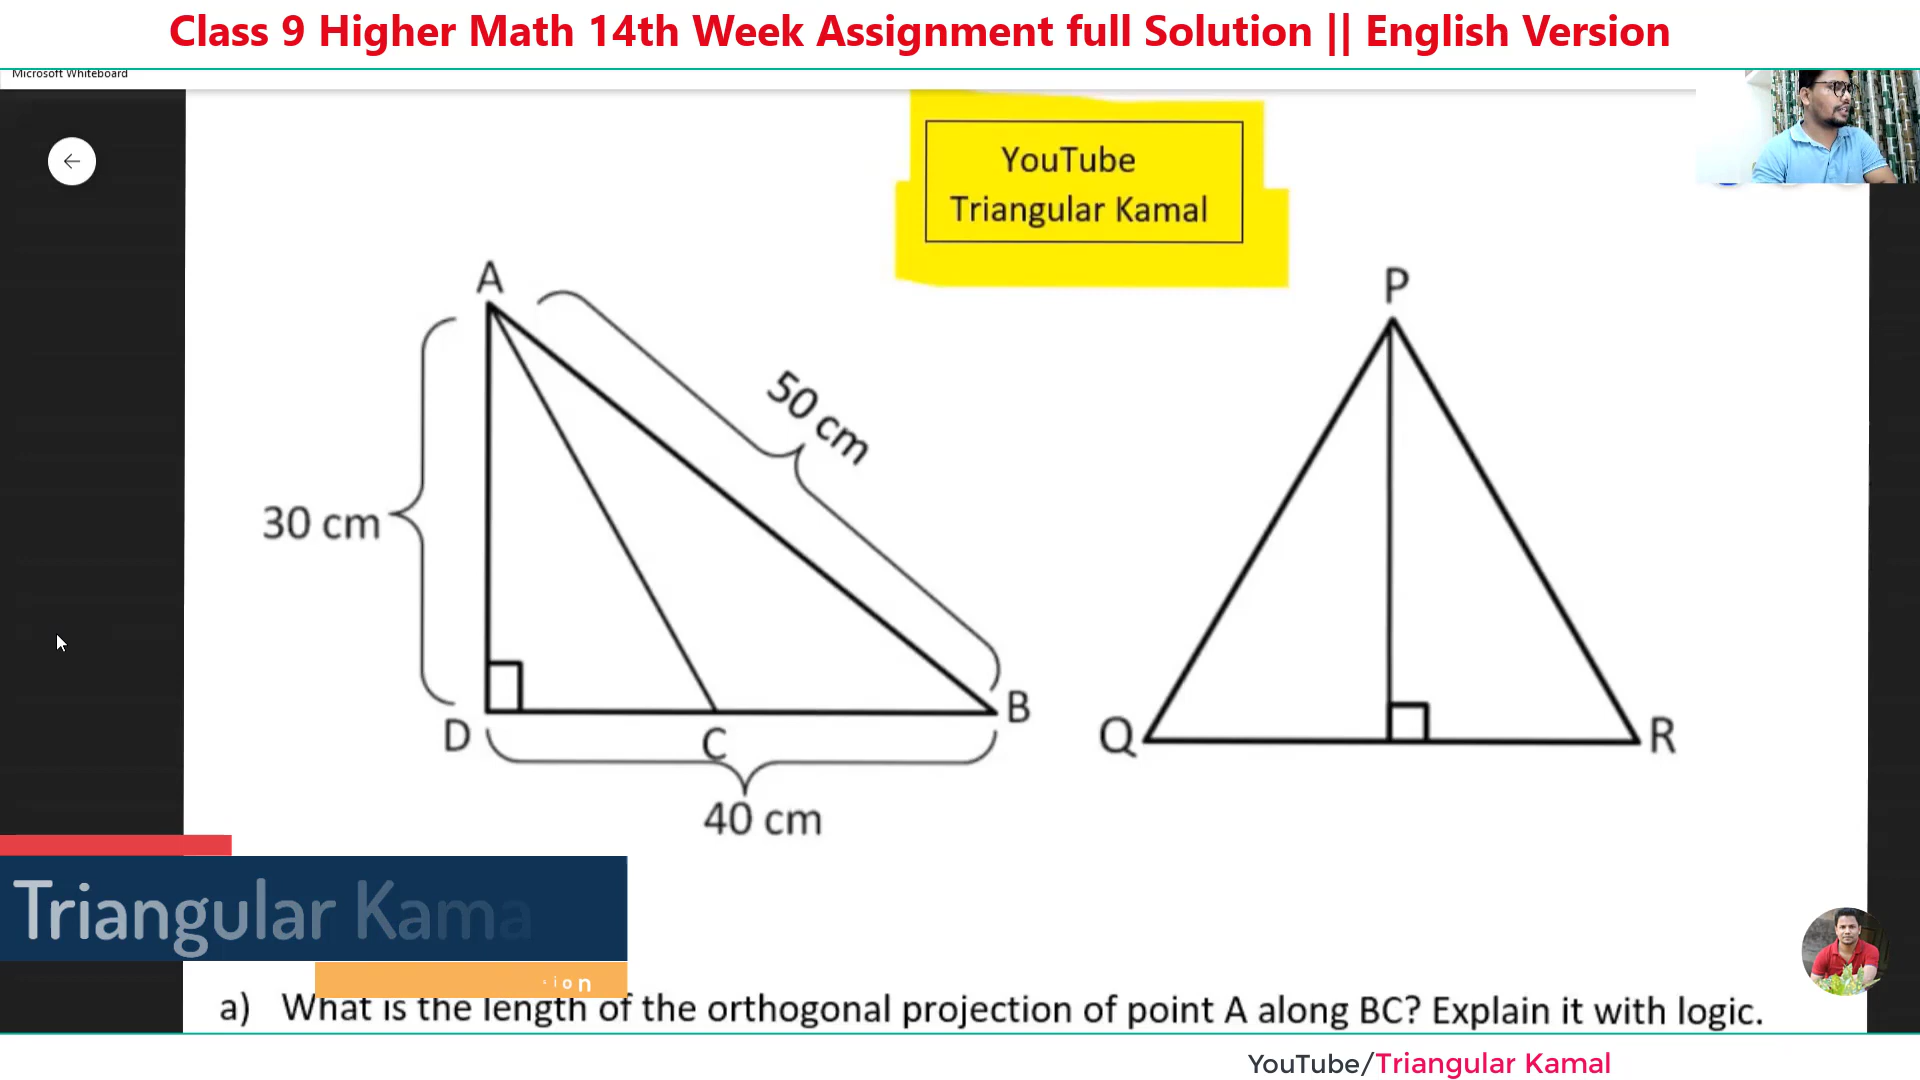 Class 9 Higher Math 14th Week Assignment full Solution || English Version
Microsoft Whiteboard
YouTube
Triangular Kamal
A
P
50 cm
30 cm
B
D
C
Q
R
40 cm
Triangular Kama
a) What is the length of the orthogonal projection of point A along BC? Explain it with logic.
YouTube/Triangular Kamal